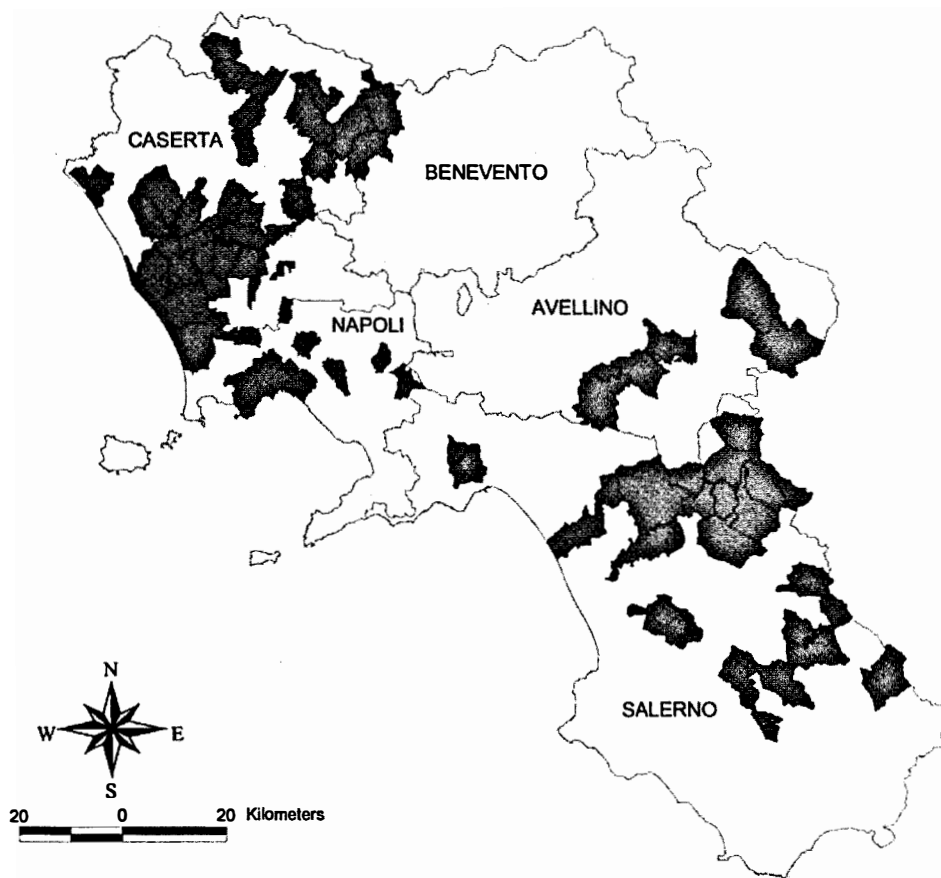 CASERTA
BENEVENTO
AVELLINO
NAPOLI
SALERNO
N
W E
S
20 0 20 Kilometers